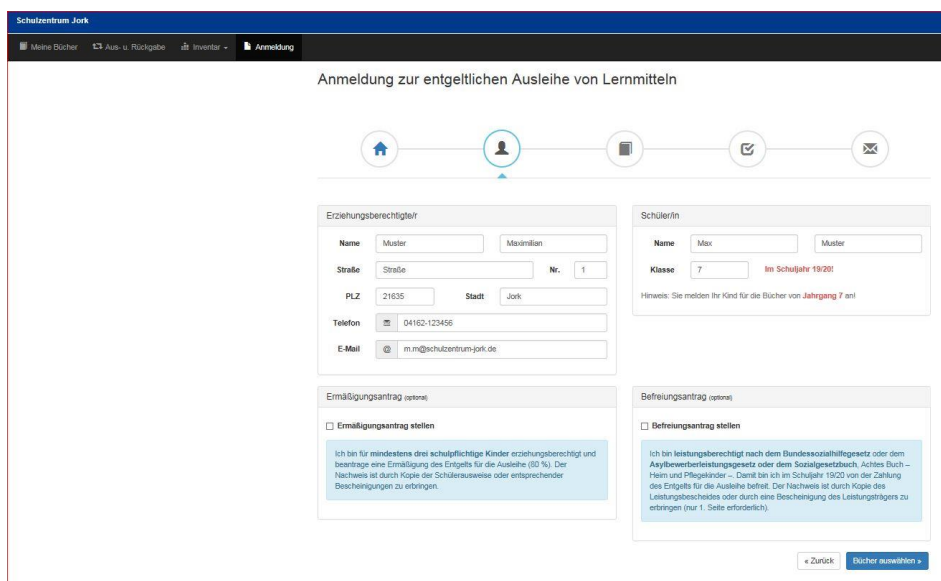 Schulzentrum Jork
Meine Bücher Aus- u. Rückgabe Inventar Anmeldung
Anmeldung zur entgeltlichen Ausleihe von Lernmitteln
Erziehungsberechtigte/r
Name Muster Maximilian
Straße Straße Nr. 1
PLZ 21635 Stadt Jork
Telefon 04162-123456
E-Mail @ m.m@schulzentrum-jork.de
Schüler/in
Name Max Muster
Klasse 7 Im Schuljahr 19/20!
Hinweis: Sie melden Ihr Kind für die Bücher von Jahrgang 7 an!
Ermäßigungsantrag (optional)
Ermäßigungsantrag stellen
Ich bin für mindestens drei schulpflichtige Kinder erziehungsberechtigt und
beantrage eine Ermäßigung des Entgelts für die Ausleihe (80 %). Der
Nachweis ist durch Kopie der Schülerausweise oder entsprechender
Bescheinigungen zu erbringen.
Befreiungsantrag (optional)
Befreiungsantrag stellen
Ich bin leistungsberechtigt nach dem Bundessozialhilfegesetz oder dem
Asylbewerberleistungsgesetz oder dem Sozialgesetzbuch, Achtes Buch –
Heim und Pflegekinder –. Damit bin ich im Schuljahr 19/20 von der Zahlung
des Entgelts für die Ausleihe befreit. Der Nachweis ist durch Kopie des
Leistungsbescheides oder durch eine Bescheinigung des Leistungsträgers zu
erbringen (nur 1. Seite erforderlich).
« Zurück Bücher auswählen »